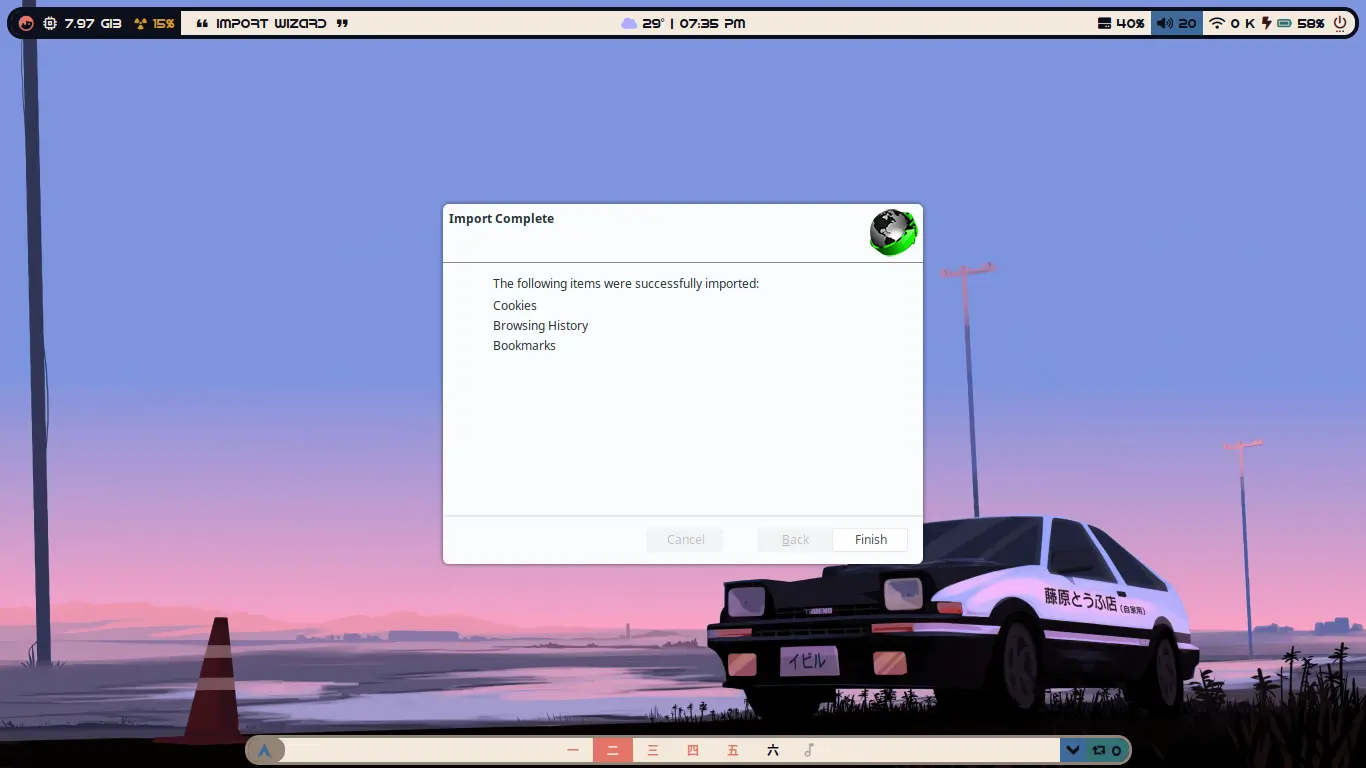 7.97 GiB 15% ❝ Import Wizard ❞ 29° | 07:35 PM 40% 20 0 K 58%
Import Complete
The following items were successfully imported:
Cookies
Browsing History
Bookmarks
Cancel Back Finish
藤原とうふ店(自家用)
TRUENO
イビル
一 二 三 四 五 六 0